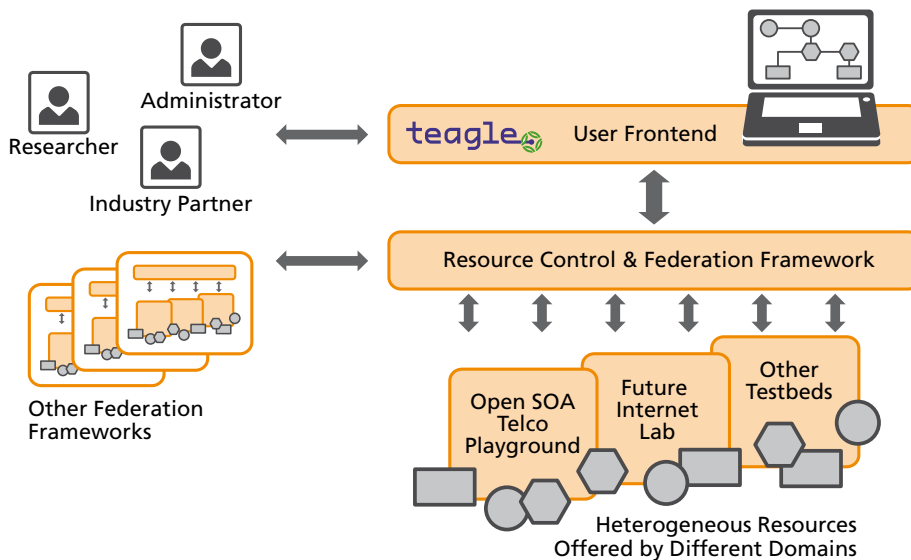 Administrator
Researcher
Industry Partner
teagle
User Frontend
Resource Control & Federation Framework
Other Federation
Frameworks
Open SOA
Telco
Playground
Future
Internet
Lab
Other
Testbeds
Heterogeneous Resources
Offered by Different Domains